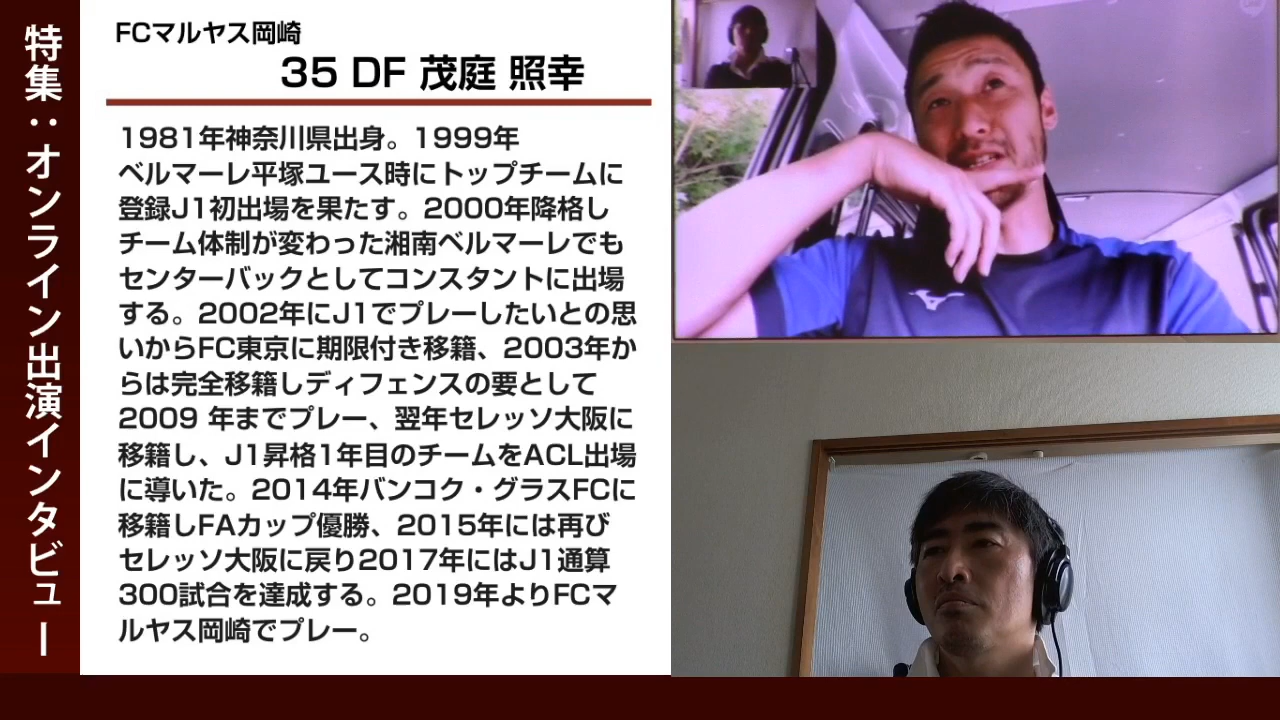 特集:オンライン出演インタビュー
FCマルヤス岡崎
35 DF 茂庭 照幸
1981年神奈川県出身。1999年
ベルマーレ平塚ユース時にトップチームに
登録J1初出場を果たす。2000年降格し
チーム体制が変わった湘南ベルマーレでも
センターバックとしてコンスタントに出場
する。2002年にJ1でプレーしたいとの思
いからFC東京に期限付き移籍、2003年か
らは完全移籍しディフェンスの要として
2009 年までプレー、翌年セレッソ大阪に
移籍し、J1昇格1年目のチームをACL出場
に導いた。2014年バンコク・グラスFCに
移籍しFAカップ優勝、2015年には再び
セレッソ大阪に戻り2017年にはJ1通算
300試合を達成する。2019年よりFCマ
ルヤス岡崎でプレー。